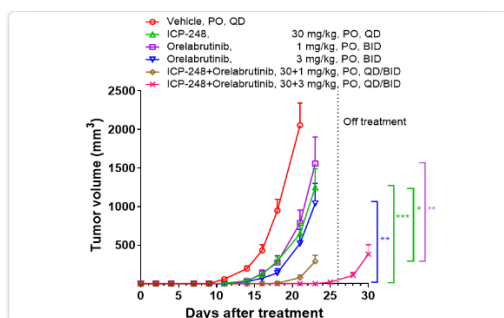 Vehicle, PO, QD
ICP-248, 30 mg/kg, PO, QD
Orelabrutinib, 1 mg/kg, PO, BID
Orelabrutinib, 3 mg/kg, PO, BID
ICP-248+Orelabrutinib, 30+1 mg/kg, PO, QD/BID
ICP-248+Orelabrutinib, 30+3 mg/kg, PO, QD/BID
Off treatment
Tumor volume (mm³)
2500
2000
1500
1000
500
0 5 10 15 20 25 30
Days after treatment
** *** * **